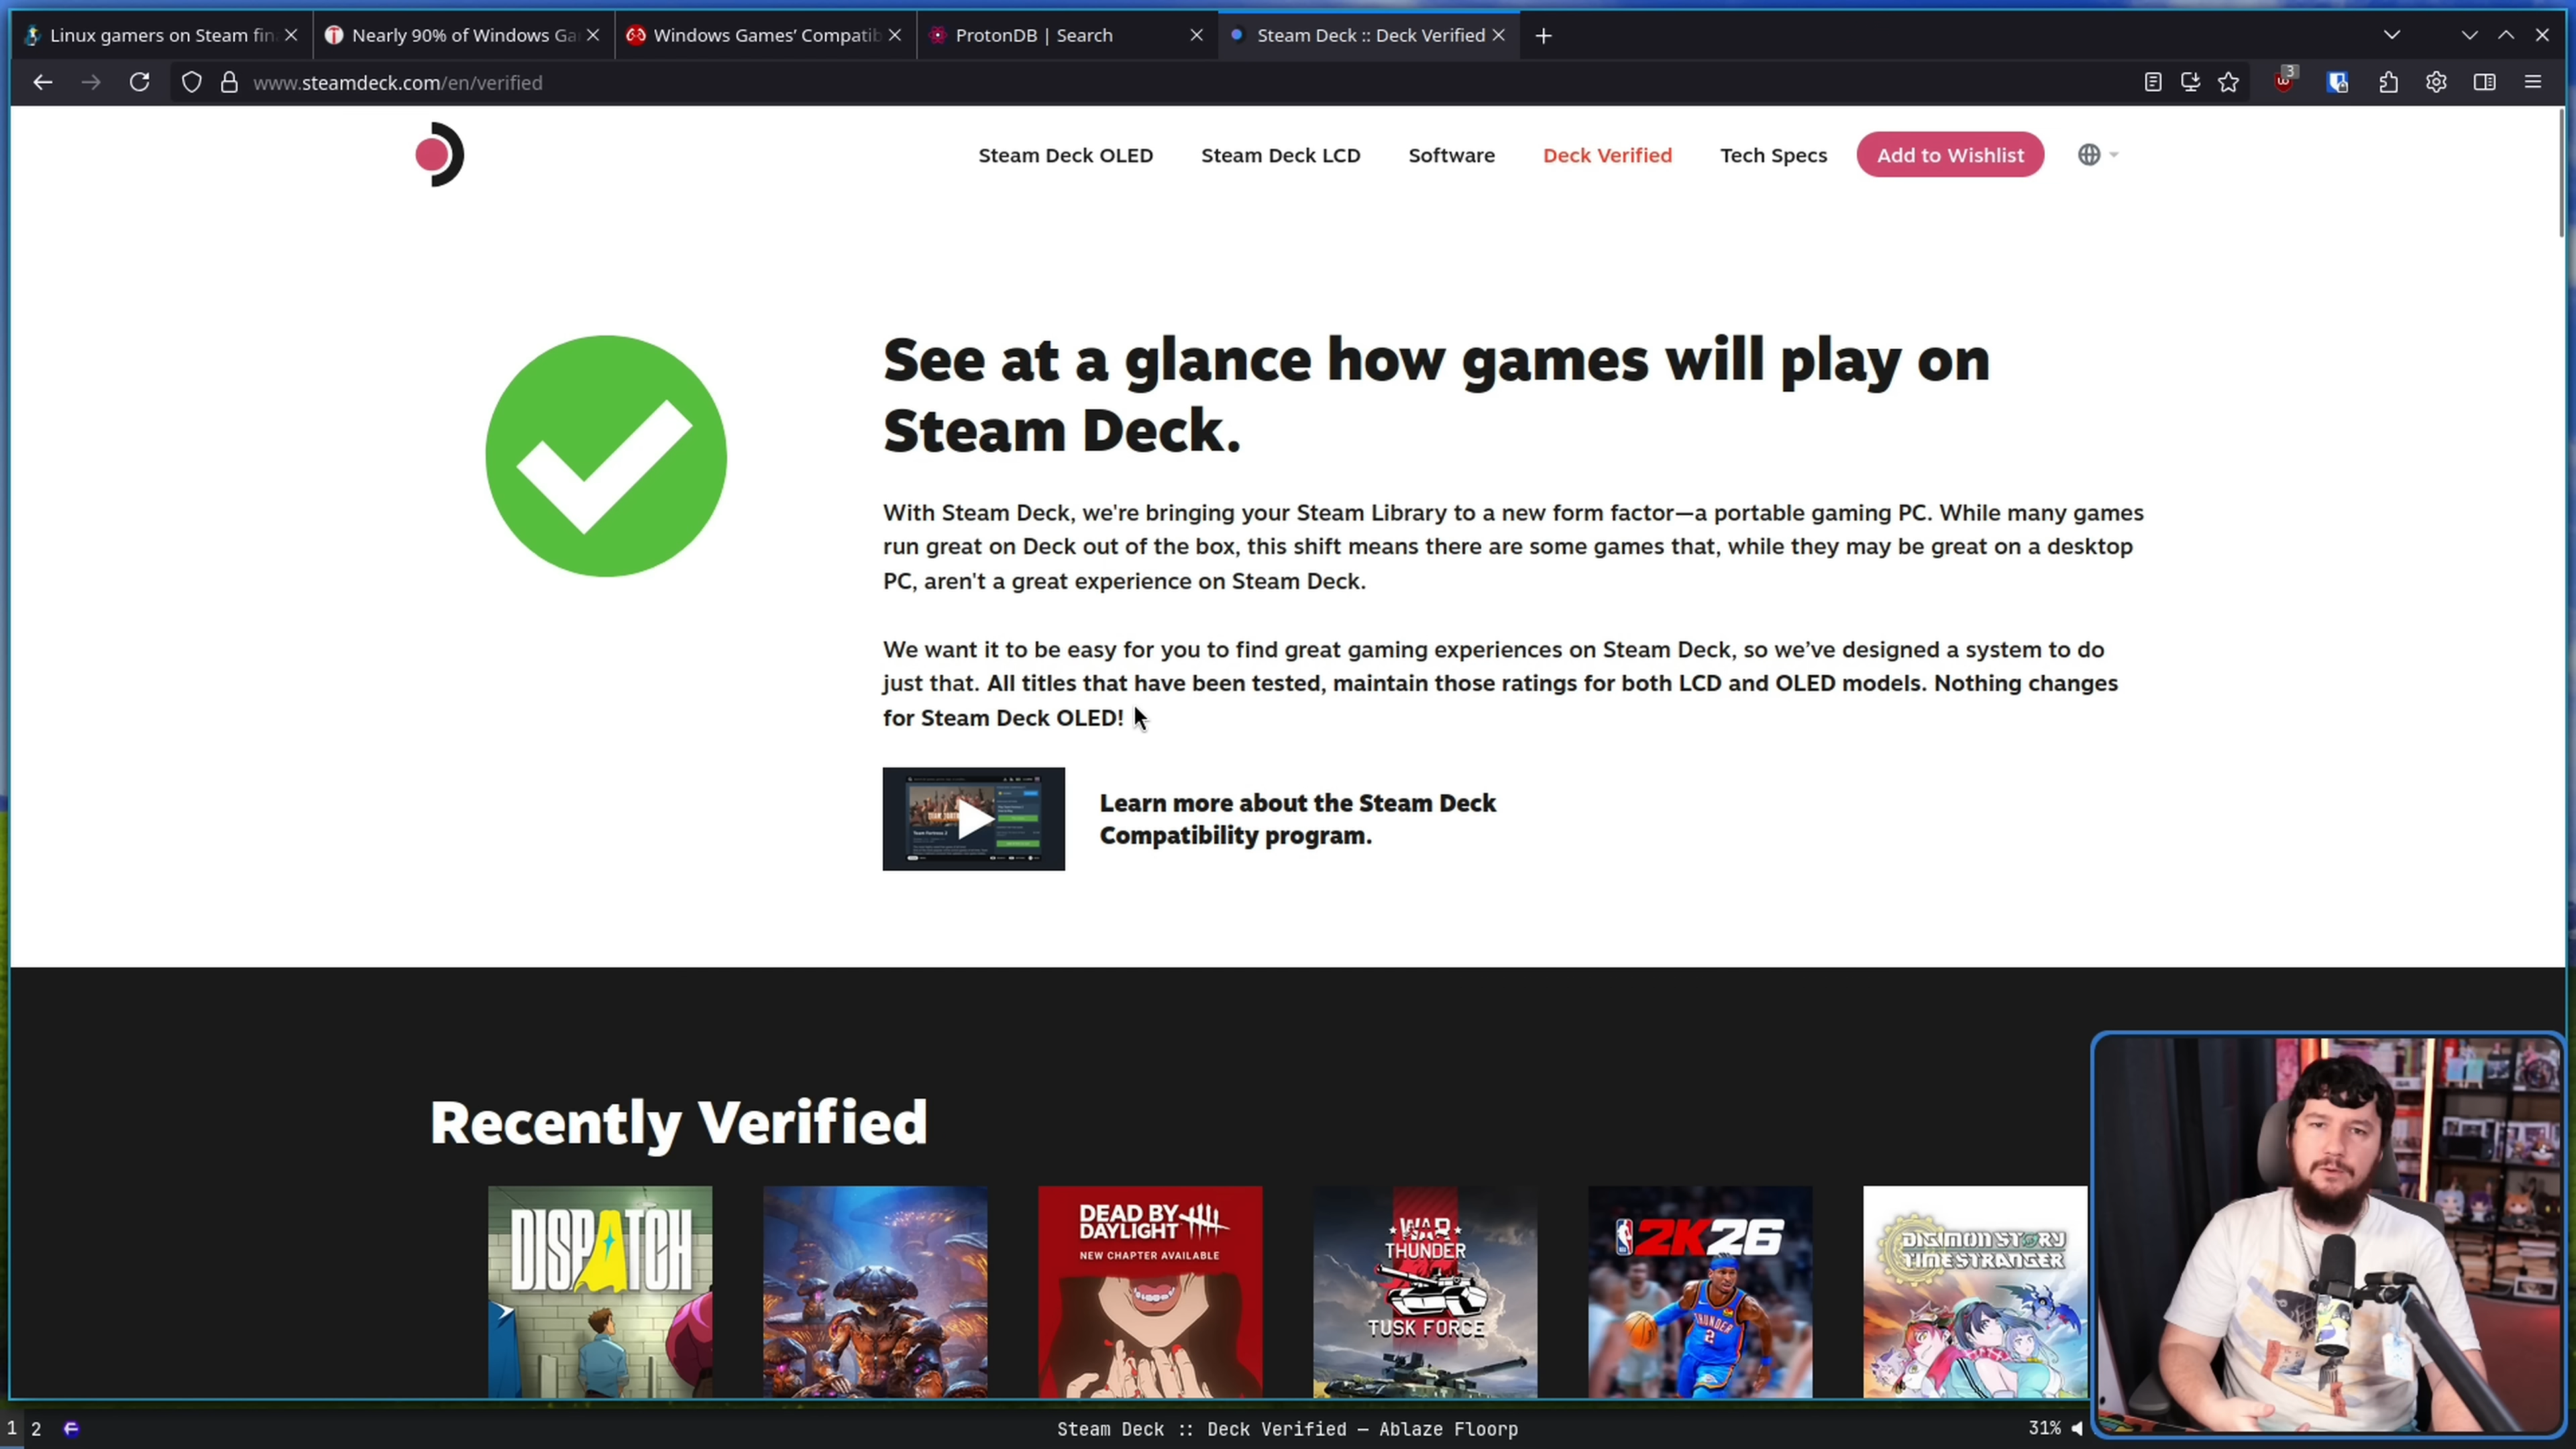 Linux gamers on Steam fin
Nearly 90% of Windows Ga
Windows Games’ Compatib
ProtonDB | Search
Steam Deck :: Deck Verified
www.steamdeck.com/en/verified
3
Steam Deck OLED
Steam Deck LCD
Software
Deck Verified
Tech Specs
Add to Wishlist
See at a glance how games will play on
Steam Deck.
With Steam Deck, we're bringing your Steam Library to a new form factor—a portable gaming PC. While many games
run great on Deck out of the box, this shift means there are some games that, while they may be great on a desktop
PC, aren't a great experience on Steam Deck.
We want it to be easy for you to find great gaming experiences on Steam Deck, so we’ve designed a system to do
just that. All titles that have been tested, maintain those ratings for both LCD and OLED models. Nothing changes
for Steam Deck OLED!
Learn more about the Steam Deck
Compatibility program.
Recently Verified
DISPATCH
DEAD BY
DAYLIGHT
NEW CHAPTER AVAILABLE
WAR
THUNDER
TUSK FORCE
2K26
THUNDER
2
DIGIMON STORY
TIME STRANGER
1 2
Steam Deck :: Deck Verified — Ablaze Floorp
31%